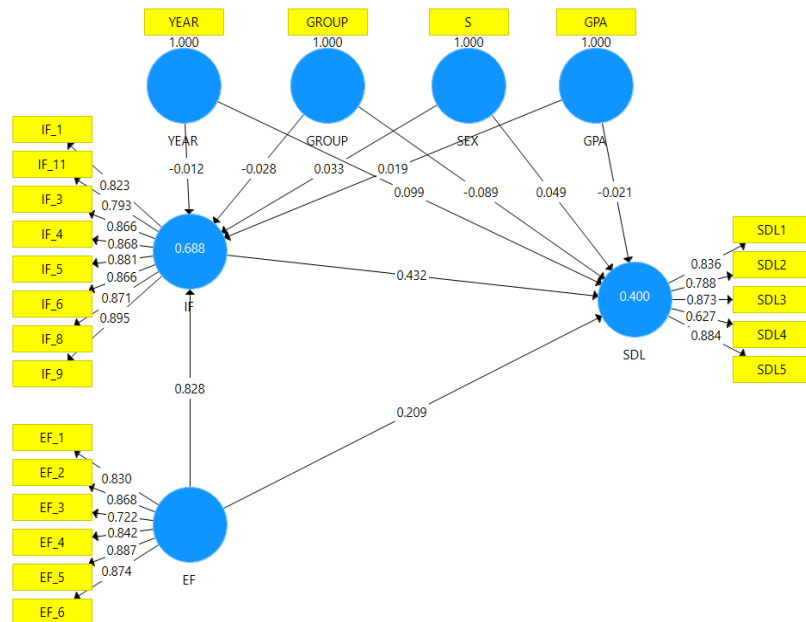 YEAR
GROUP
S
GPA
1.000
1.000
1.000
1.000
YEAR
GROUP
SEX
GPA
IF_1
IF_11
IF_3
IF_4
IF_5
IF_6
IF_8
IF_9
0.823
0.793
0.866
0.868
0.881
0.866
0.871
0.895
-0.012
-0.028
0.033
0.019
0.099
-0.089
0.049
-0.021
0.688
IF
0.432
0.400
SDL
0.836
0.788
0.873
0.627
0.884
SDL1
SDL2
SDL3
SDL4
SDL5
0.828
0.209
EF_1
EF_2
EF_3
EF_4
EF_5
EF_6
0.830
0.868
0.722
0.842
0.887
0.874
EF